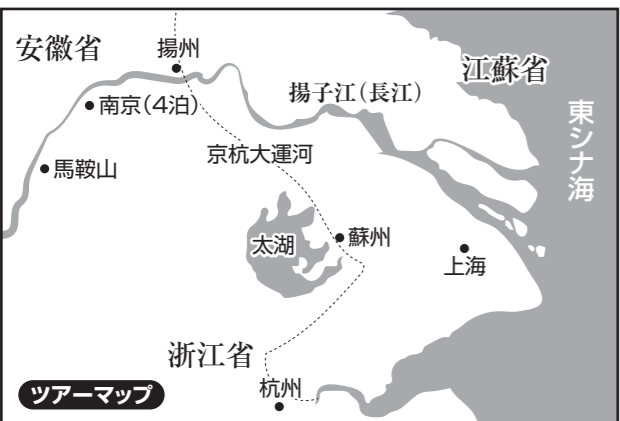 安徽省
揚州
江蘇省
揚子江(長江)
南京(4泊)
東シナ海
京杭大運河
馬鞍山
太湖
蘇州
上海
浙江省
ツアーマップ
杭州